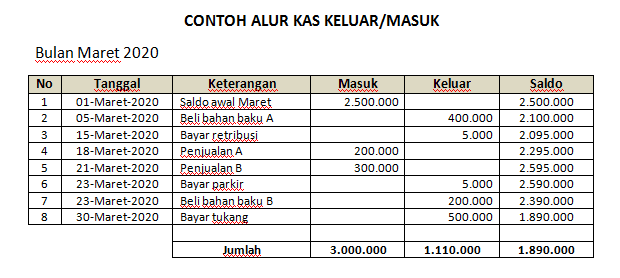 CONTOH ALUR KAS KELUAR/MASUK
Bulan Maret 2020
No Tanggal Keterangan Masuk Keluar Saldo
1 01-Maret-2020 Saldo awal Maret 2.500.000 2.500.000
2 05-Maret-2020 Beli bahan baku A 400.000 2.100.000
3 15-Maret-2020 Bayar retribusi 5.000 2.095.000
4 18-Maret-2020 Penjualan A 200.000 2.295.000
5 21-Maret-2020 Penjualan B 300.000 2.595.000
6 23-Maret-2020 Bayar parkir 5.000 2.590.000
7 23-Maret-2020 Beli bahan baku B 200.000 2.390.000
8 30-Maret-2020 Bayar tukang 500.000 1.890.000
Jumlah 3.000.000 1.110.000 1.890.000